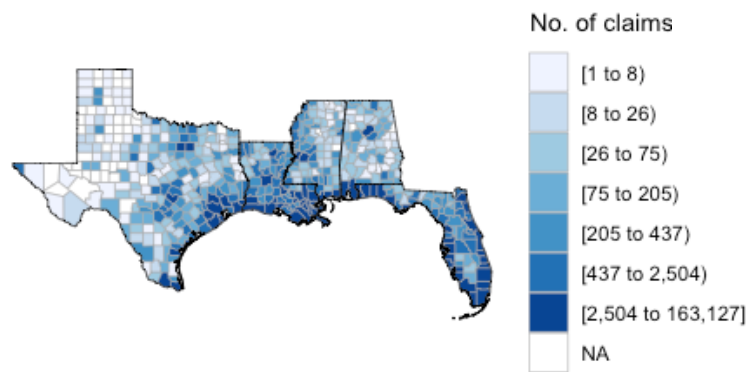 No. of claims
[1 to 8)
[8 to 26)
[26 to 75)
[75 to 205)
[205 to 437)
[437 to 2,504)
[2,504 to 163,127]
NA